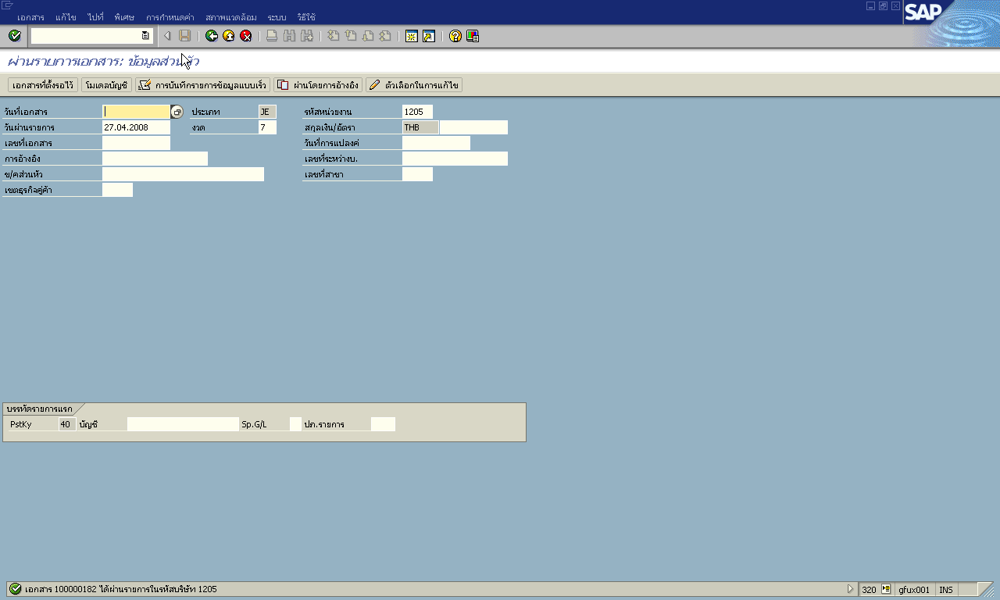 เอกสาร แก้ไข ไปที่ พิเศษ การกำหนดค่า สภาพแวดล้อม ระบบ วิธีใช้
SAP
ผ่านรายการเอกสาร: ข้อมูลส่วนหัว
เอกสารที่ตั้งรอไว้ โมเดลบัญชี การบันทึกรายการข้อมูลแบบเร็ว ผ่านโดยการอ้างอิง ตัวเลือกในการแก้ไข
วันที่เอกสาร ประเภท JE รหัสหน่วยงาน 1205
วันผ่านรายการ 27.04.2008 งวด 7 สกุลเงิน/อัตรา THB
เลขที่เอกสาร วันที่การแปลงค่
การอ้างอิง เลขที่ระหว่างบ.
ข/คส่วนหัว เลขที่สาขา
เขตธุรกิจคู่ค้า
บรรทัดรายการแรก
PstKy 40 บัญชี Sp.G/L ปภ.รายการ
เอกสาร 100000182 ได้ผ่านรายการในรหัสบริษัท 1205 320 gfux001 INS